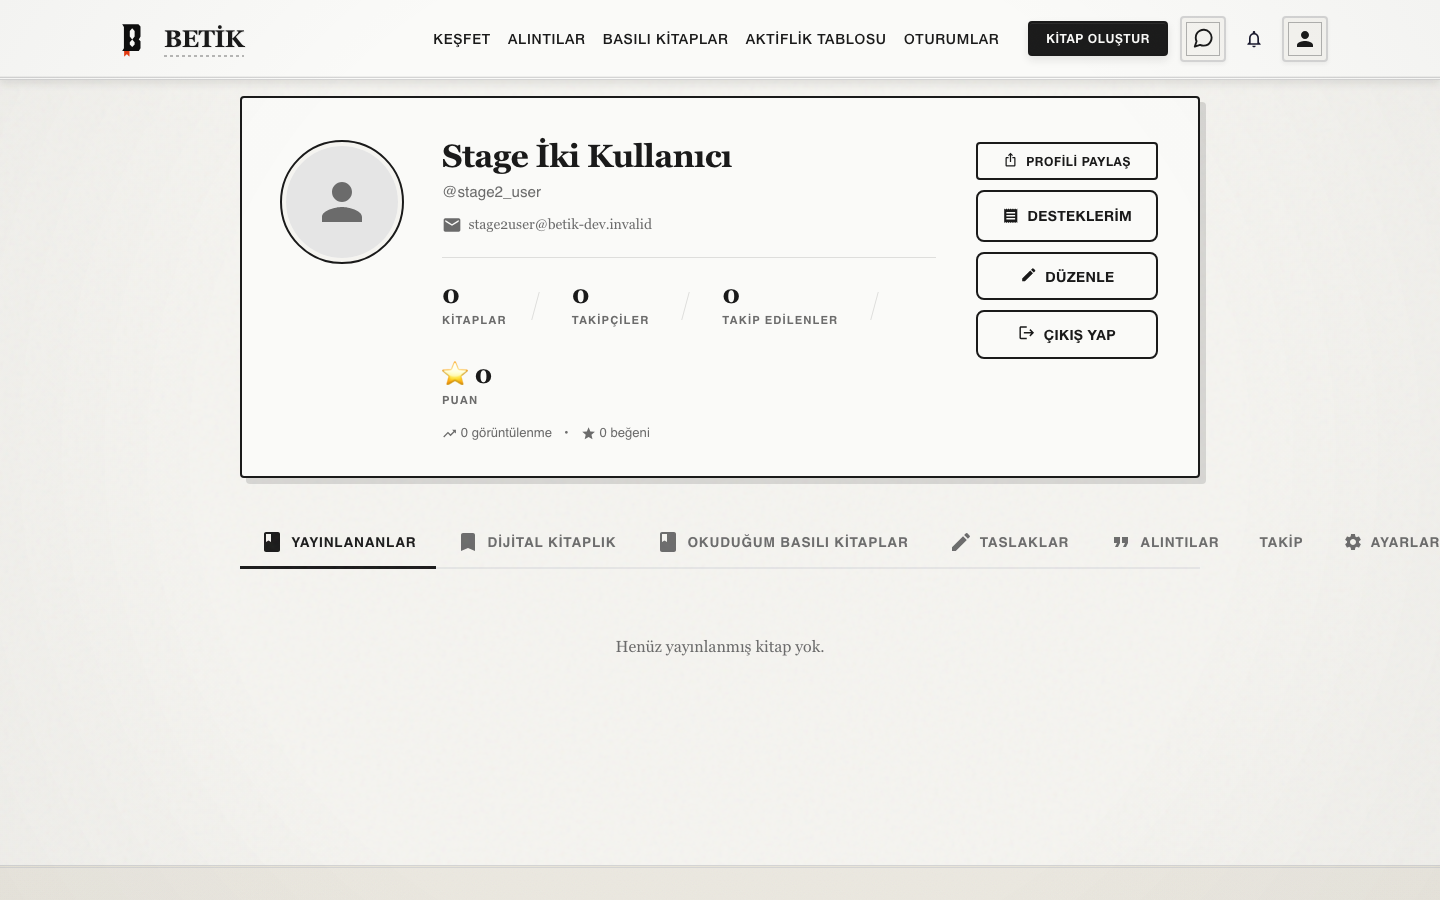 BETİK
KEŞFET ALINTILAR BASILI KİTAPLAR AKTİFLİK TABLOSU OTURUMLAR KİTAP OLUŞTUR
Stage İki Kullanıcı
@stage2_user
stage2user@betik-dev.invalid
0 0 0
KİTAPLAR TAKİPÇİLER TAKİP EDİLENLER
0
PUAN
0 görüntülenme • 0 beğeni
PROFİLİ PAYLAŞ
DESTEKLERİM
DÜZENLE
ÇIKIŞ YAP
YAYINLANANLAR DİJİTAL KİTAPLIK OKUDUĞUM BASILI KİTAPLAR TASLAKLAR ALINTILAR TAKİP AYARLAR
Henüz yayınlanmış kitap yok.